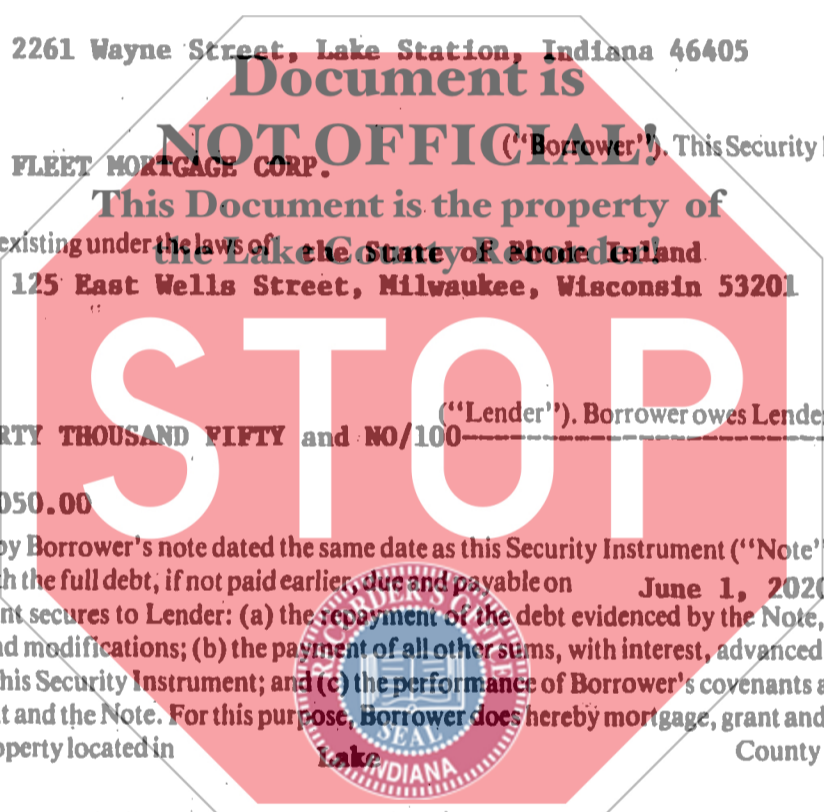 2261 Wayne Street, Lake Station, Indiana 46405
Document is
NOT OFFICIAL!
("Borrower"). This Security
FLEET MORTGAGE CORP.
This Document is the property of
the Lake County Recorder!
existing under the laws of the State of Rhode Island
125 East Wells Street, Milwaukee, Wisconsin 53201
STOP
("Lender"). Borrower owes Lender
RTY THOUSAND FIFTY and NO/100
050.00
by Borrower's note dated the same date as this Security Instrument ("Note"
h the full debt, if not paid earlier, due and payable on June 1, 2020
nt secures to Lender: (a) the repayment of the debt evidenced by the Note,
nd modifications; (b) the payment of all other sums, with interest, advanced
his Security Instrument; and (c) the performance of Borrower's covenants a
t and the Note. For this purpose, Borrower does hereby mortgage, grant and
operty located in Lake County
RECORDER'S OFFICE
SEAL
INDIANA